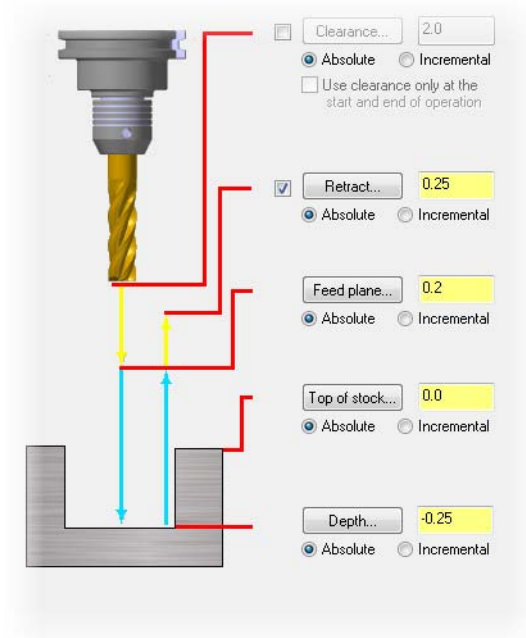 Clearance... 2.0
Absolute Incremental
Use clearance only at the
start and end of operation
Retract... 0.25
Absolute Incremental
Feed plane... 0.2
Absolute Incremental
Top of stock... 0.0
Absolute Incremental
Depth... -0.25
Absolute Incremental